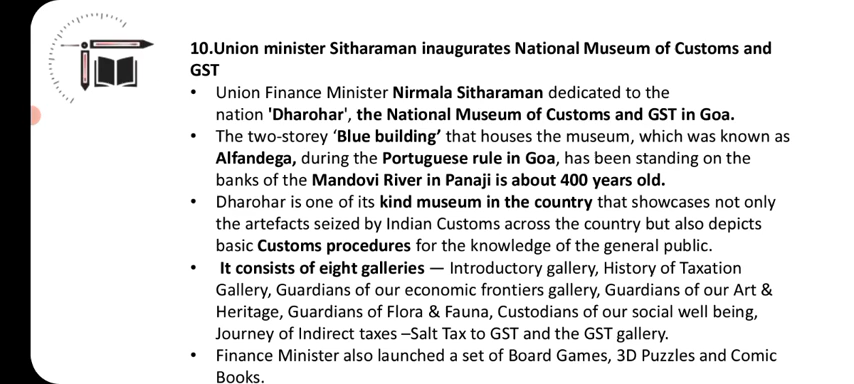 10.Union minister Sitharaman inaugurates National Museum of Customs and
GST
• Union Finance Minister Nirmala Sitharaman dedicated to the
nation 'Dharohar', the National Museum of Customs and GST in Goa.
• The two-storey ‘Blue building’ that houses the museum, which was known as
Alfandega, during the Portuguese rule in Goa, has been standing on the
banks of the Mandovi River in Panaji is about 400 years old.
• Dharohar is one of its kind museum in the country that showcases not only
the artefacts seized by Indian Customs across the country but also depicts
basic Customs procedures for the knowledge of the general public.
• It consists of eight galleries — Introductory gallery, History of Taxation
Gallery, Guardians of our economic frontiers gallery, Guardians of our Art &
Heritage, Guardians of Flora & Fauna, Custodians of our social well being,
Journey of Indirect taxes –Salt Tax to GST and the GST gallery.
• Finance Minister also launched a set of Board Games, 3D Puzzles and Comic
Books.